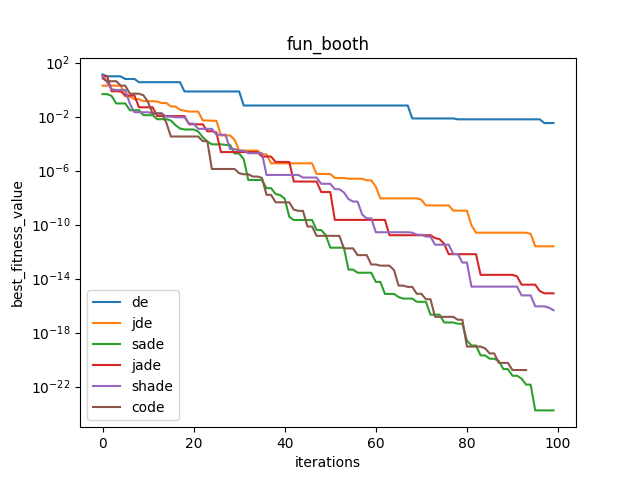 fun_booth
best_fitness_value
10^2
10^-2
10^-6
10^-10
10^-14
10^-18
10^-22
de
jde
sade
jade
shade
code
0 20 40 60 80 100
iterations